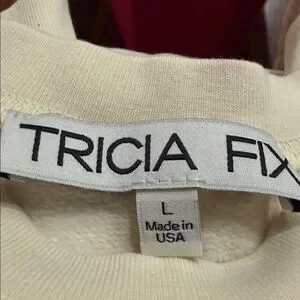 TRICIA FIX
L
Made in
USA